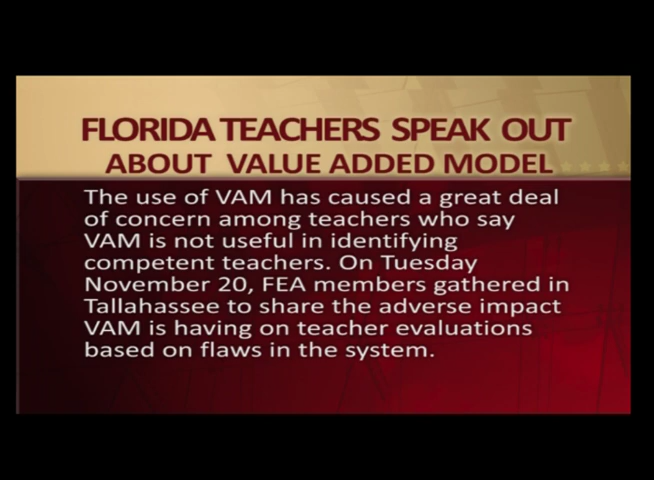 FLORIDA TEACHERS SPEAK OUT
ABOUT VALUE ADDED MODEL
The use of VAM has caused a great deal
of concern among teachers who say
VAM is not useful in identifying
competent teachers. On Tuesday
November 20, FEA members gathered in
Tallahassee to share the adverse impact
VAM is having on teacher evaluations
based on flaws in the system.